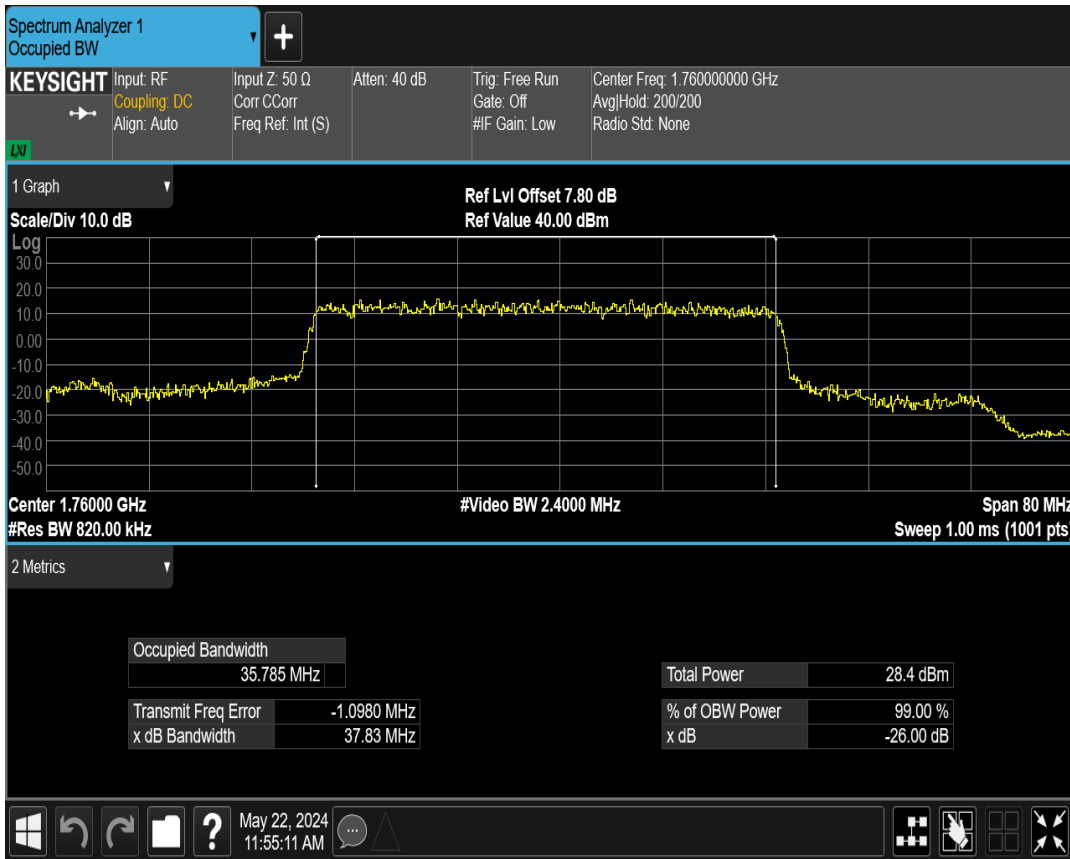 Spectrum Analyzer 1
Occupied BW
+
KEYSIGHT
LXI
Input: RF
Coupling: DC
Align: Auto
Input Z: 50 Ω
Corr CCorr
Freq Ref: Int (S)
Atten: 40 dB
Trig: Free Run
Gate: Off
#IF Gain: Low
Center Freq: 1.760000000 GHz
Avg|Hold: 200/200
Radio Std: None
1 Graph
Scale/Div 10.0 dB
Ref Lvl Offset 7.80 dB
Ref Value 40.00 dBm
Log
30.0
20.0
10.0
0.00
-10.0
-20.0
-30.0
-40.0
-50.0
Center 1.76000 GHz
#Video BW 2.4000 MHz
Span 80 MHz
#Res BW 820.00 kHz
Sweep 1.00 ms (1001 pts)
2 Metrics
Occupied Bandwidth
35.785 MHz
Transmit Freq Error -1.0980 MHz
x dB Bandwidth 37.83 MHz
Total Power 28.4 dBm
% of OBW Power 99.00 %
x dB -26.00 dB
?
May 22, 2024
11:55:11 AM